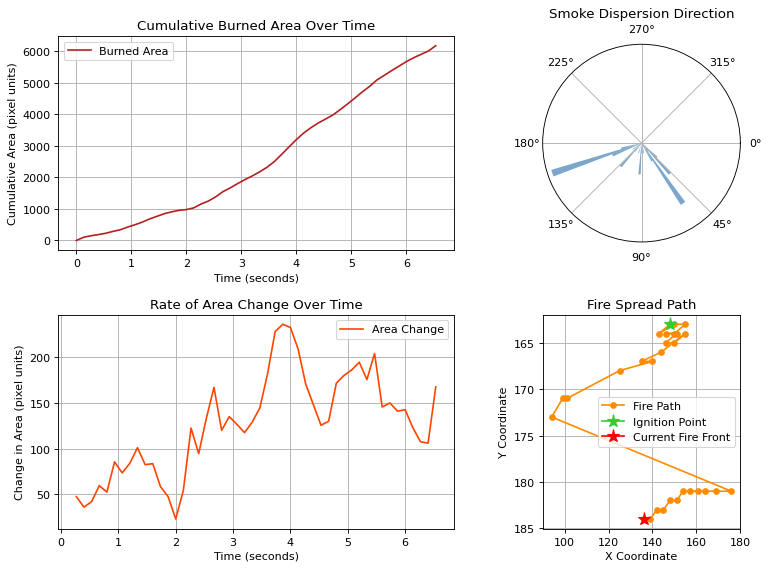 Cumulative Burned Area Over Time
Cumulative Area (pixel units)
6000
5000
4000
3000
2000
1000
0
Burned Area
0 1 2 3 4 5 6
Time (seconds)
Smoke Dispersion Direction
270°
225° 315°
180° 0°
135° 45°
90°
Rate of Area Change Over Time
Change in Area (pixel units)
200
150
100
50
Area Change
0 1 2 3 4 5 6
Time (seconds)
Fire Spread Path
Y Coordinate
165
170
175
180
185
Fire Path
Ignition Point
Current Fire Front
100 120 140 160 180
X Coordinate